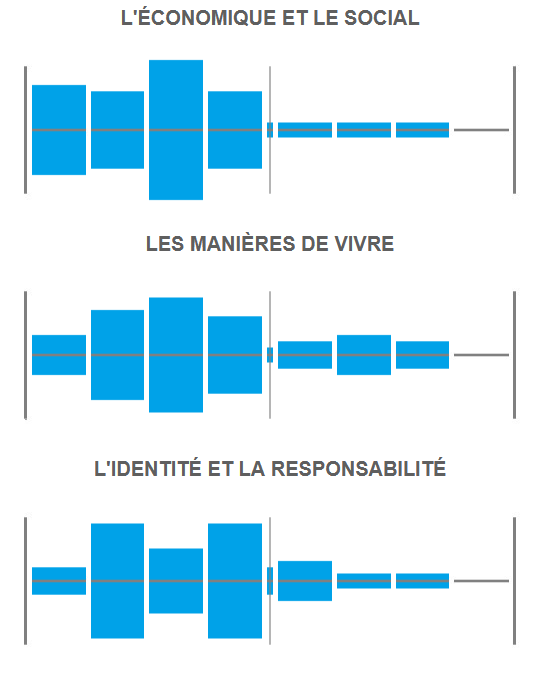 L'ÉCONOMIQUE ET LE SOCIAL
LES MANIÈRES DE VIVRE
L'IDENTITÉ ET LA RESPONSABILITÉ